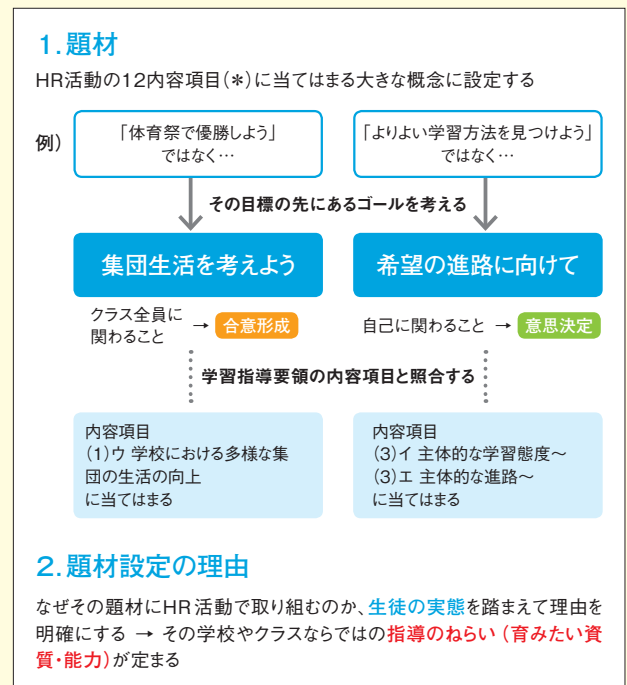 1.題材
HR活動の12内容項目(＊)に当てはまる大きな概念に設定する
例)
「体育祭で優勝しよう」
ではなく…
「よりよい学習方法を見つけよう」
ではなく…
その目標の先にあるゴールを考える
集団生活を考えよう
希望の進路に向けて
クラス全員に
関わること
→ 合意形成
自己に関わること → 意思決定
学習指導要領の内容項目と照合する
内容項目
(1)ウ 学校における多様な集
団の生活の向上
に当てはまる
内容項目
(3)イ 主体的な学習態度～
(3)エ 主体的な進路～
に当てはまる
2.題材設定の理由
なぜその題材にHR活動で取り組むのか、生徒の実態を踏まえて理由を
明確にする → その学校やクラスならではの指導のねらい(育みたい資
質・能力)が定まる